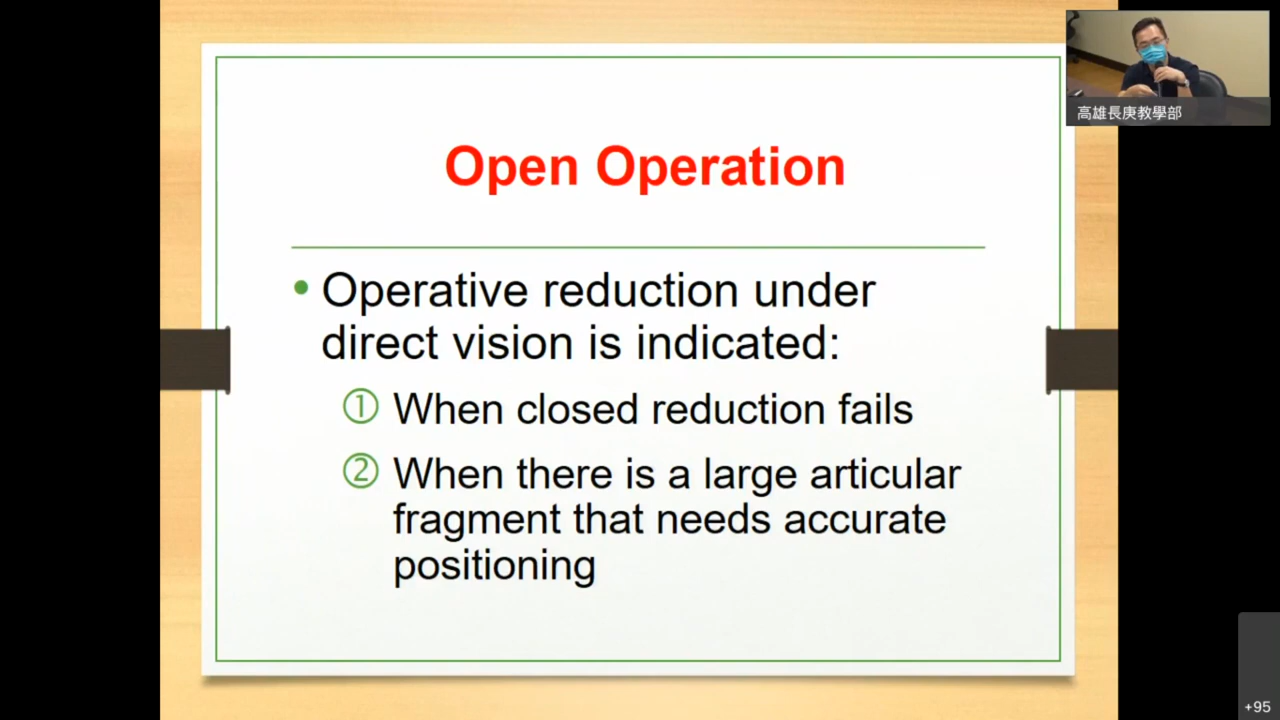 高雄長庚教學部
Open Operation
• Operative reduction under
direct vision is indicated:
① When closed reduction fails
② When there is a large articular
fragment that needs accurate
positioning
+95